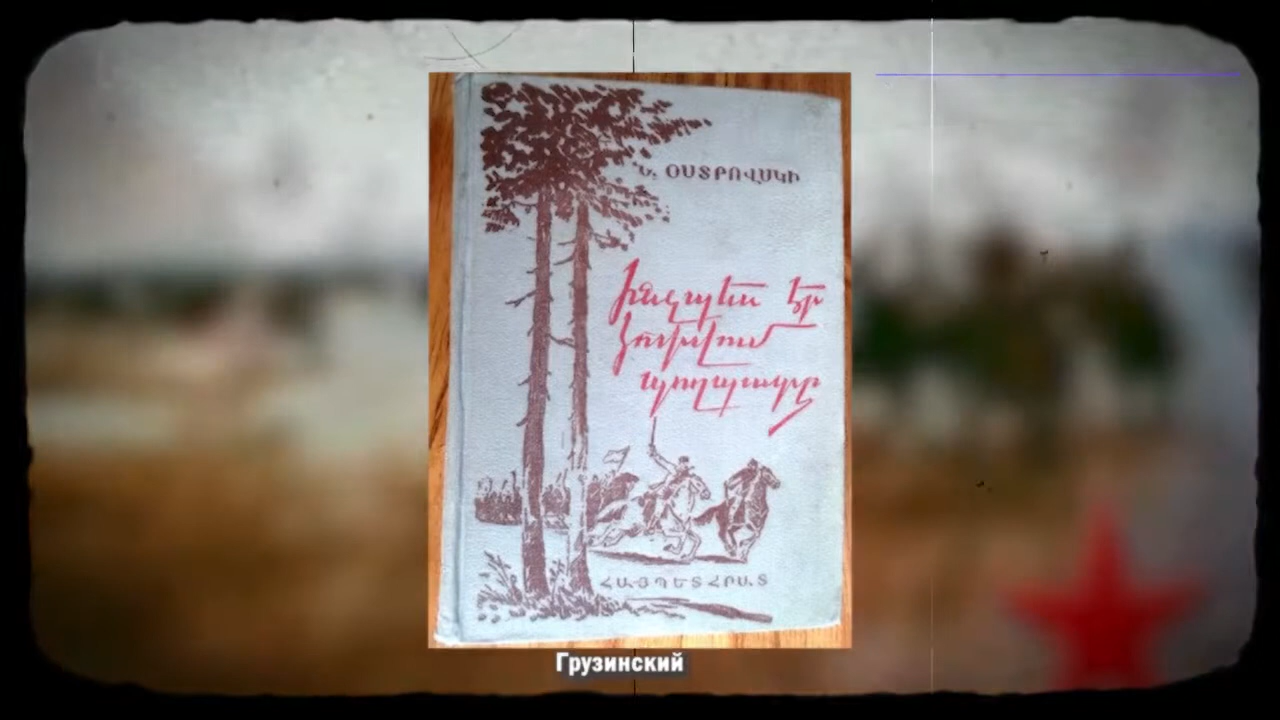 Ն. ՕՍՏՐՈՎՍԿԻ
ինչպես էր
կոփվում
պողպատը
ՀԱՅՊԵՏՀՐԱՏ
Грузинский